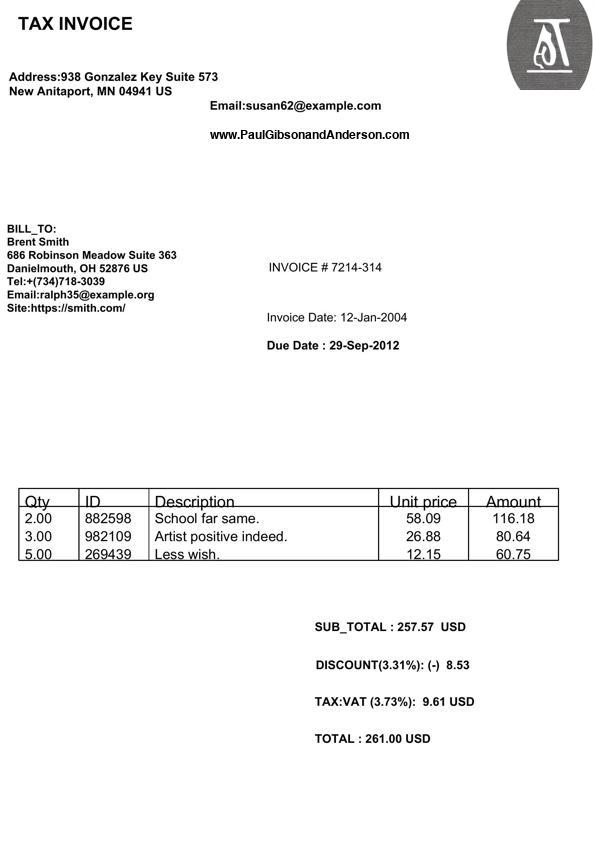 TAX INVOICE
Address:938 Gonzalez Key Suite 573
New Anitaport, MN 04941 US
Email:susan62@example.com
www.PaulGibsonandAnderson.com
BILL_TO:
Brent Smith
686 Robinson Meadow Suite 363
Danielmouth, OH 52876 US
Tel:+(734)718-3039
Email:ralph35@example.org
Site:https://smith.com/
INVOICE # 7214-314
Invoice Date: 12-Jan-2004
Due Date : 29-Sep-2012
Qty ID Description Unit price Amount
2.00 882598 School far same. 58.09 116.18
3.00 982109 Artist positive indeed. 26.88 80.64
5.00 269439 Less wish. 12.15 60.75
SUB_TOTAL : 257.57 USD
DISCOUNT(3.31%): (-) 8.53
TAX:VAT (3.73%): 9.61 USD
TOTAL : 261.00 USD